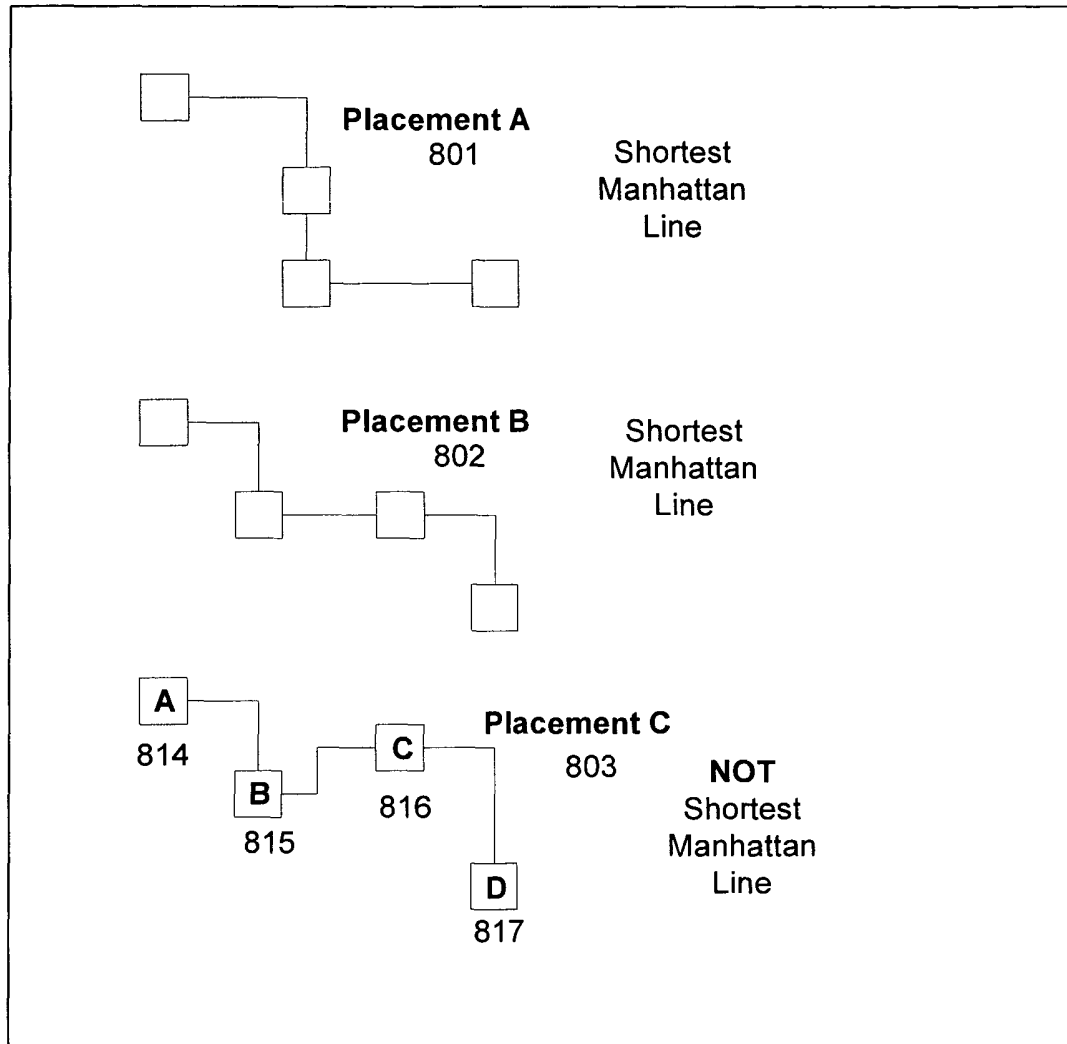 Placement A
801
Shortest
Manhattan
Line
Placement B
802
Shortest
Manhattan
Line
A
814
B
815
C
816
Placement C
803
D
817
NOT
Shortest
Manhattan
Line